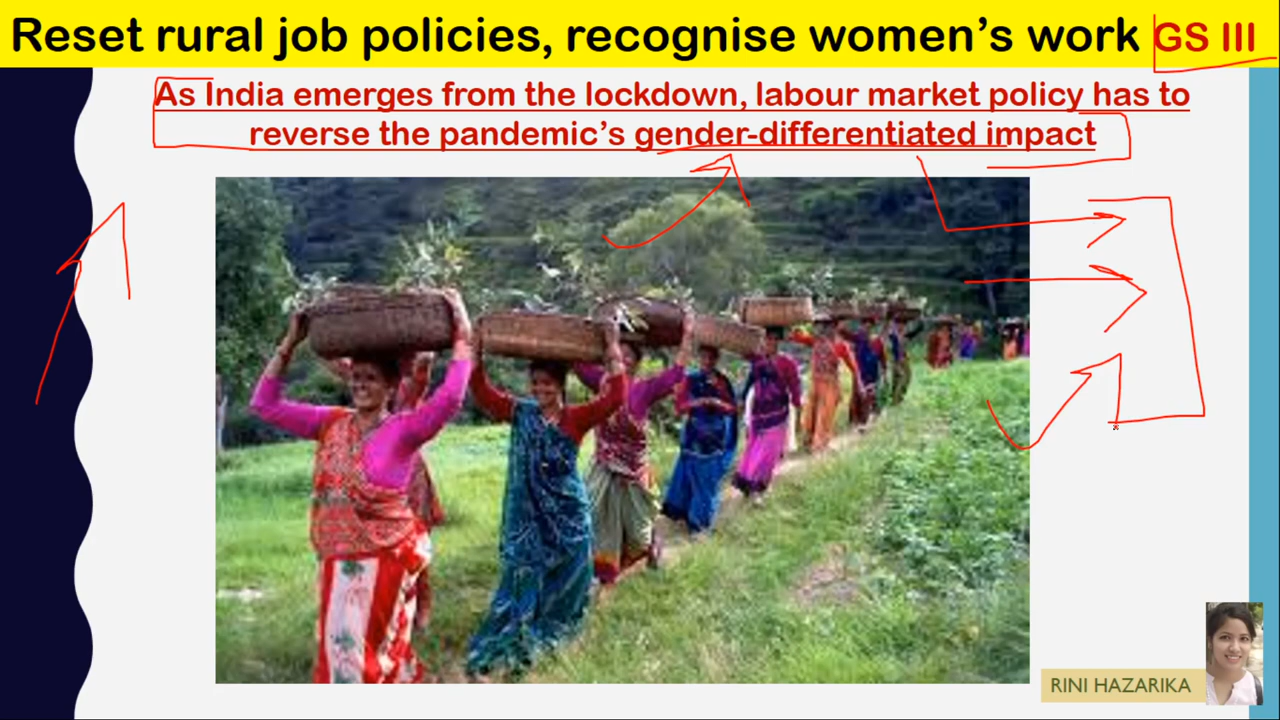 Reset rural job policies, recognise women's work GS III
As India emerges from the lockdown, labour market policy has to
reverse the pandemic's gender-differentiated impact
RINI HAZARIKA